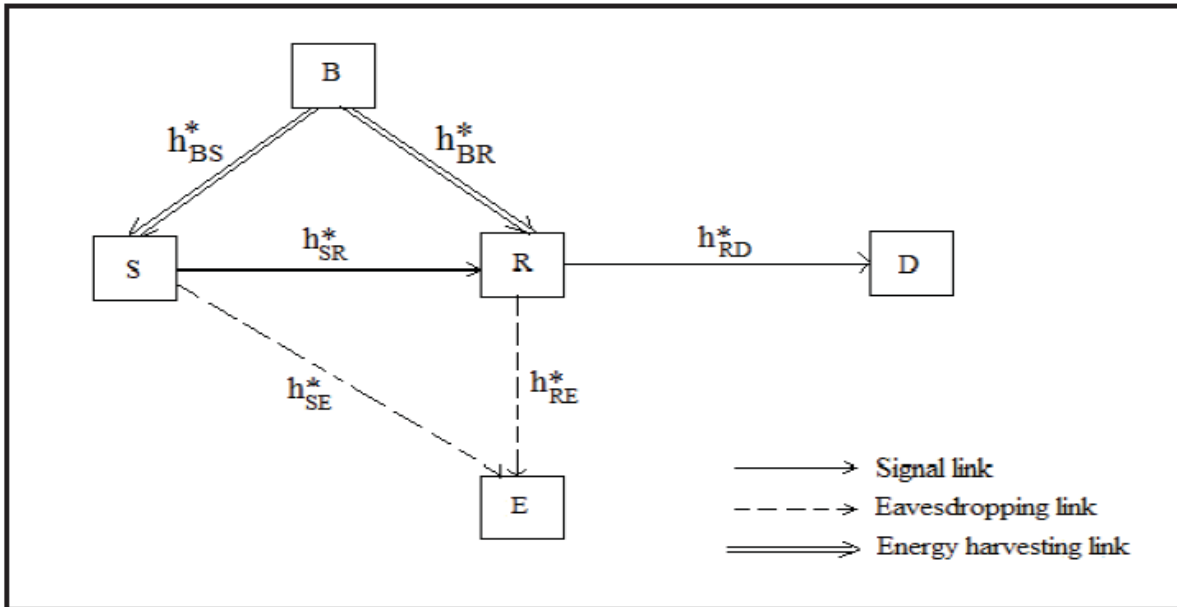 B
h*BS
h*BR
S
h*SR
R
h*RD
D
h*SE
h*RE
E
Signal link
Eavesdropping link
Energy harvesting link